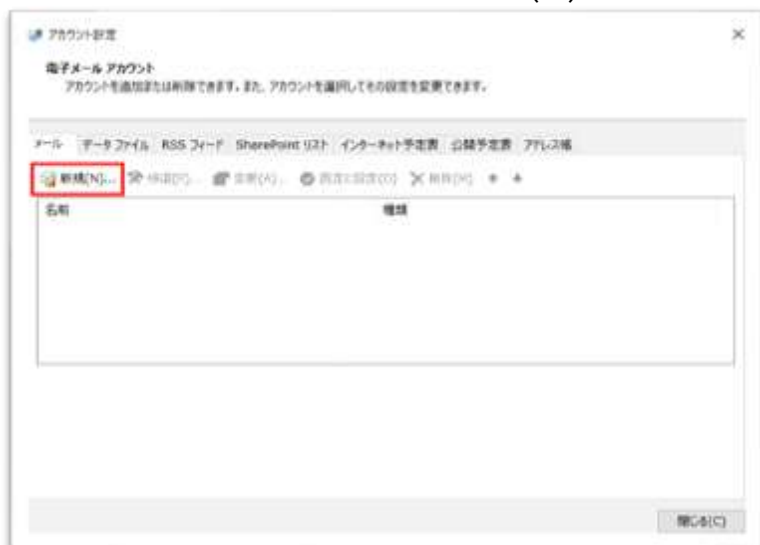 アカウント設定
電子メール アカウント
アカウントを追加または削除できます。また、アカウントを選択してその設定を変更できます。
メール データ ファイル RSS フィード SharePoint リスト インターネット予定表 公開予定表 アドレス帳
新規(N)... 修復(R)... 変更(A)... 既定に設定(D) 削除(M)
名前 種類
閉じる(C)